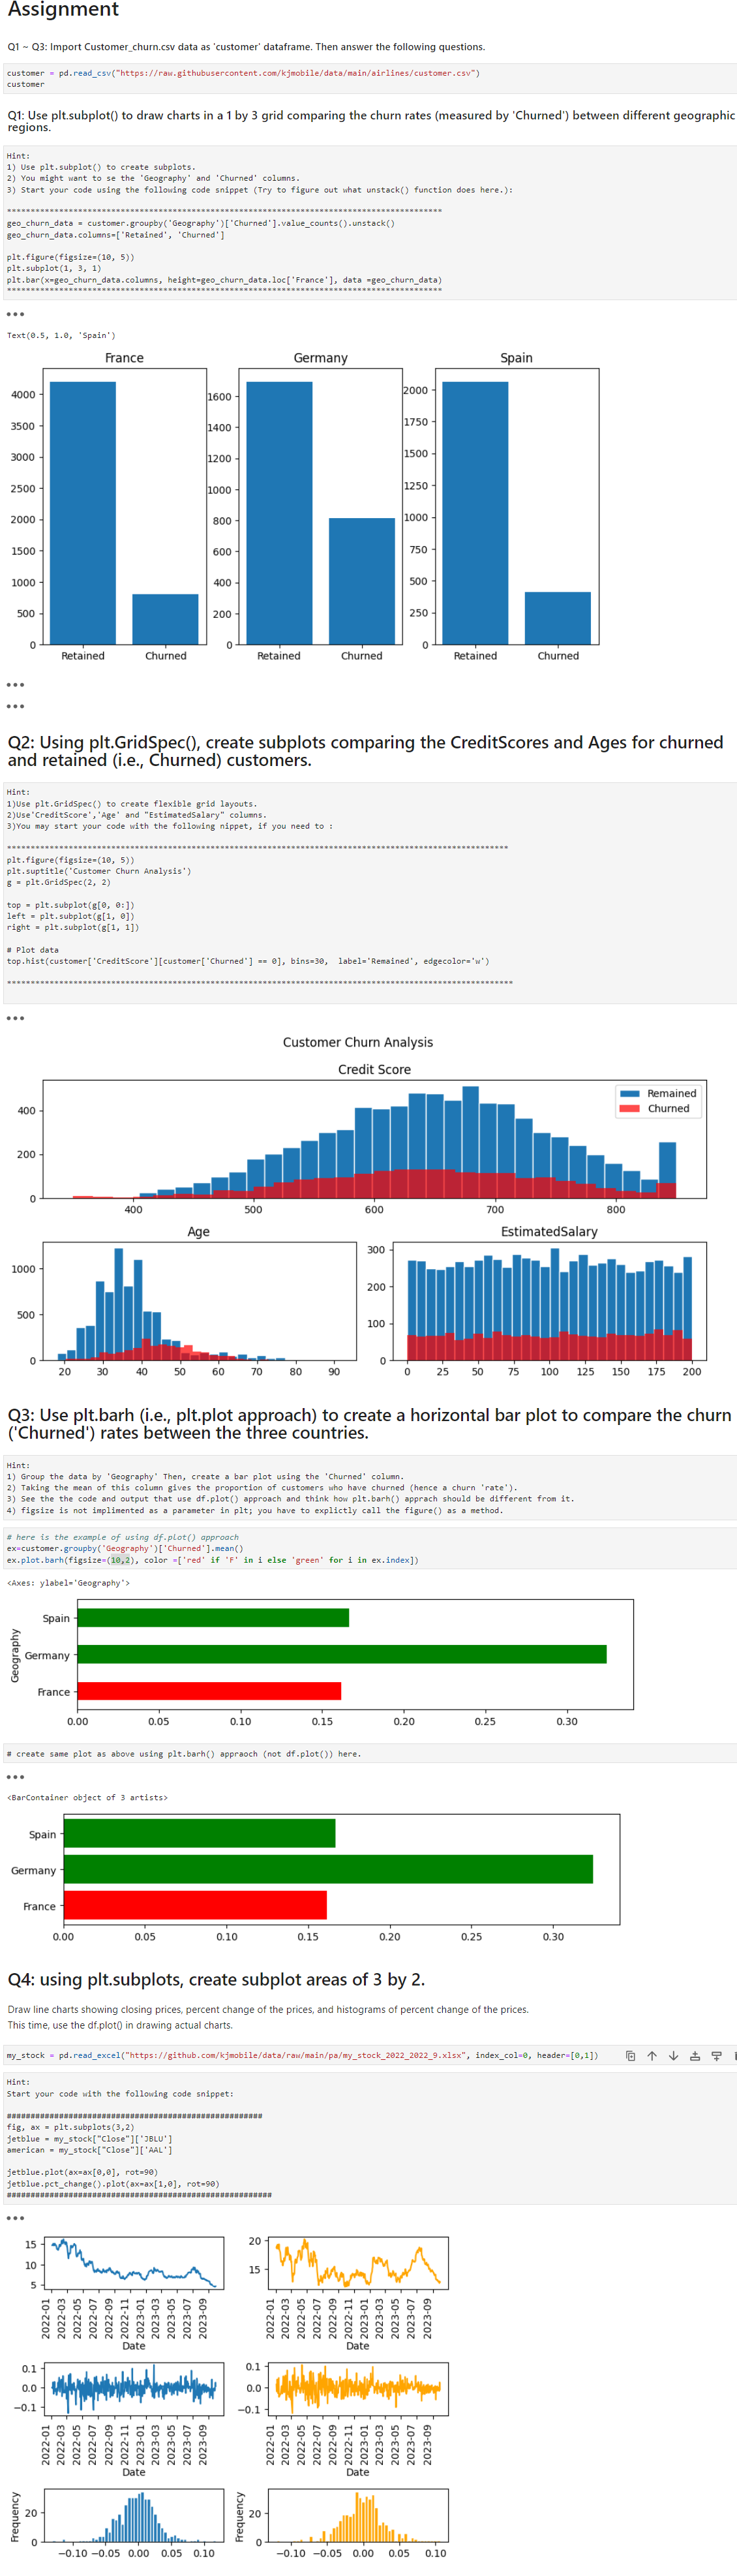 Assignment
Q1 ~ Q3: Import Customer_churn.csv data as 'customer' dataframe. Then answer the following questions.
customer = pd.read_csv("https://raw.githubusercontent.com/kjmobile/data/main/airlines/customer.csv")
customer
Q1: Use plt.subplot() to draw charts in a 1 by 3 grid comparing the churn rates (measured by 'Churned') between different geographic
regions.
Hint:
1) Use plt.subplot() to create subplots.
2) You might want to se the 'Geography' and 'Churned' columns.
3) Start your code using the following code snippet (Try to figure out what unstack() function does here.):
********************************************************************************************
geo_churn_data = customer.groupby('Geography')['Churned'].value_counts().unstack()
geo_churn_data.columns=['Retained', 'Churned']
plt.figure(figsize=(10, 5))
plt.subplot(1, 3, 1)
plt.bar(x=geo_churn_data.columns, height=geo_churn_data.loc['France'], data =geo_churn_data)
********************************************************************************************
•••
Text(0.5, 1.0, 'Spain')
France Germany Spain
4000
3500
3000
2500
2000
1500
1000
500
0
Retained Churned
1600
1400
1200
1000
800
600
400
200
0
Retained Churned
2000
1750
1500
1250
1000
750
500
250
0
Retained Churned
•••
•••
Q2: Using plt.GridSpec(), create subplots comparing the CreditScores and Ages for churned
and retained (i.e., Churned) customers.
Hint:
1)Use plt.GridSpec() to create flexible grid layouts.
2)Use'CreditScore','Age' and "EstimatedSalary" columns.
3)You may start your code with the following nippet, if you need to :
**********************************************************************************************************
plt.figure(figsize=(10, 5))
plt.suptitle('Customer Churn Analysis')
g = plt.GridSpec(2, 2)
top = plt.subplot(g[0, 0:])
left = plt.subplot(g[1, 0])
right = plt.subplot(g[1, 1])
# Plot data
top.hist(customer['CreditScore'][customer['Churned'] == 0], bins=30,  label='Remained', edgecolor='w')
***********************************************************************************************************
•••
Customer Churn Analysis
Credit Score
Remained
Churned
400
200
0
400 500 600 700 800
Age
1000
500
0
20 30 40 50 60 70 80 90
EstimatedSalary
300
200
100
0
0 25 50 75 100 125 150 175 200
Q3: Use plt.barh (i.e., plt.plot approach) to create a horizontal bar plot to compare the churn
('Churned') rates between the three countries.
Hint:
1) Group the data by 'Geography' Then, create a bar plot using the 'Churned' column.
2) Taking the mean of this column gives the proportion of customers who have churned (hence a churn 'rate').
3) See the the code and output that use df.plot() approach and think how plt.barh() apprach should be different from it.
4) figsize is not implimented as a parameter in plt; you have to explictly call the figure() as a method.
# here is the example of using df.plot() approach
ex=customer.groupby('Geography')['Churned'].mean()
ex.plot.barh(figsize=(10,2), color =['red' if 'F' in i else 'green' for i in ex.index])
<Axes: ylabel='Geography'>
Geography
Spain
Germany
France
0.00 0.05 0.10 0.15 0.20 0.25 0.30
# create same plot as above using plt.barh() appraoch (not df.plot()) here.
•••
<BarContainer object of 3 artists>
Spain
Germany
France
0.00 0.05 0.10 0.15 0.20 0.25 0.30
Q4: using plt.subplots, create subplot areas of 3 by 2.
Draw line charts showing closing prices, percent change of the prices, and histograms of percent change of the prices.
This time, use the df.plot() in drawing actual charts.
my_stock = pd.read_excel("https://github.com/kjmobile/data/raw/main/pa/my_stock_2022_2022_9.xlsx", index_col=0, header=[0,1])
Hint:
Start your code with the following code snippet:
######################################################
fig, ax = plt.subplots(3,2)
jetblue = my_stock["Close"]['JBLU']
american = my_stock["Close"]['AAL']
jetblue.plot(ax=ax[0,0], rot=90)
jetblue.pct_change().plot(ax=ax[1,0], rot=90)
########################################################
•••
15
10
5
2022-01 2022-03 2022-05 2022-07 2022-09 2022-11 2023-01 2023-03 2023-05 2023-07 2023-09
Date
20
15
2022-01 2022-03 2022-05 2022-07 2022-09 2022-11 2023-01 2023-03 2023-05 2023-07 2023-09
Date
0.1
0.0
−0.1
2022-01 2022-03 2022-05 2022-07 2022-09 2022-11 2023-01 2023-03 2023-05 2023-07 2023-09
Date
0.1
0.0
−0.1
2022-01 2022-03 2022-05 2022-07 2022-09 2022-11 2023-01 2023-03 2023-05 2023-07 2023-09
Date
Frequency
20
0
−0.10 −0.05 0.00 0.05 0.10
Frequency
20
0
−0.10 −0.05 0.00 0.05 0.10